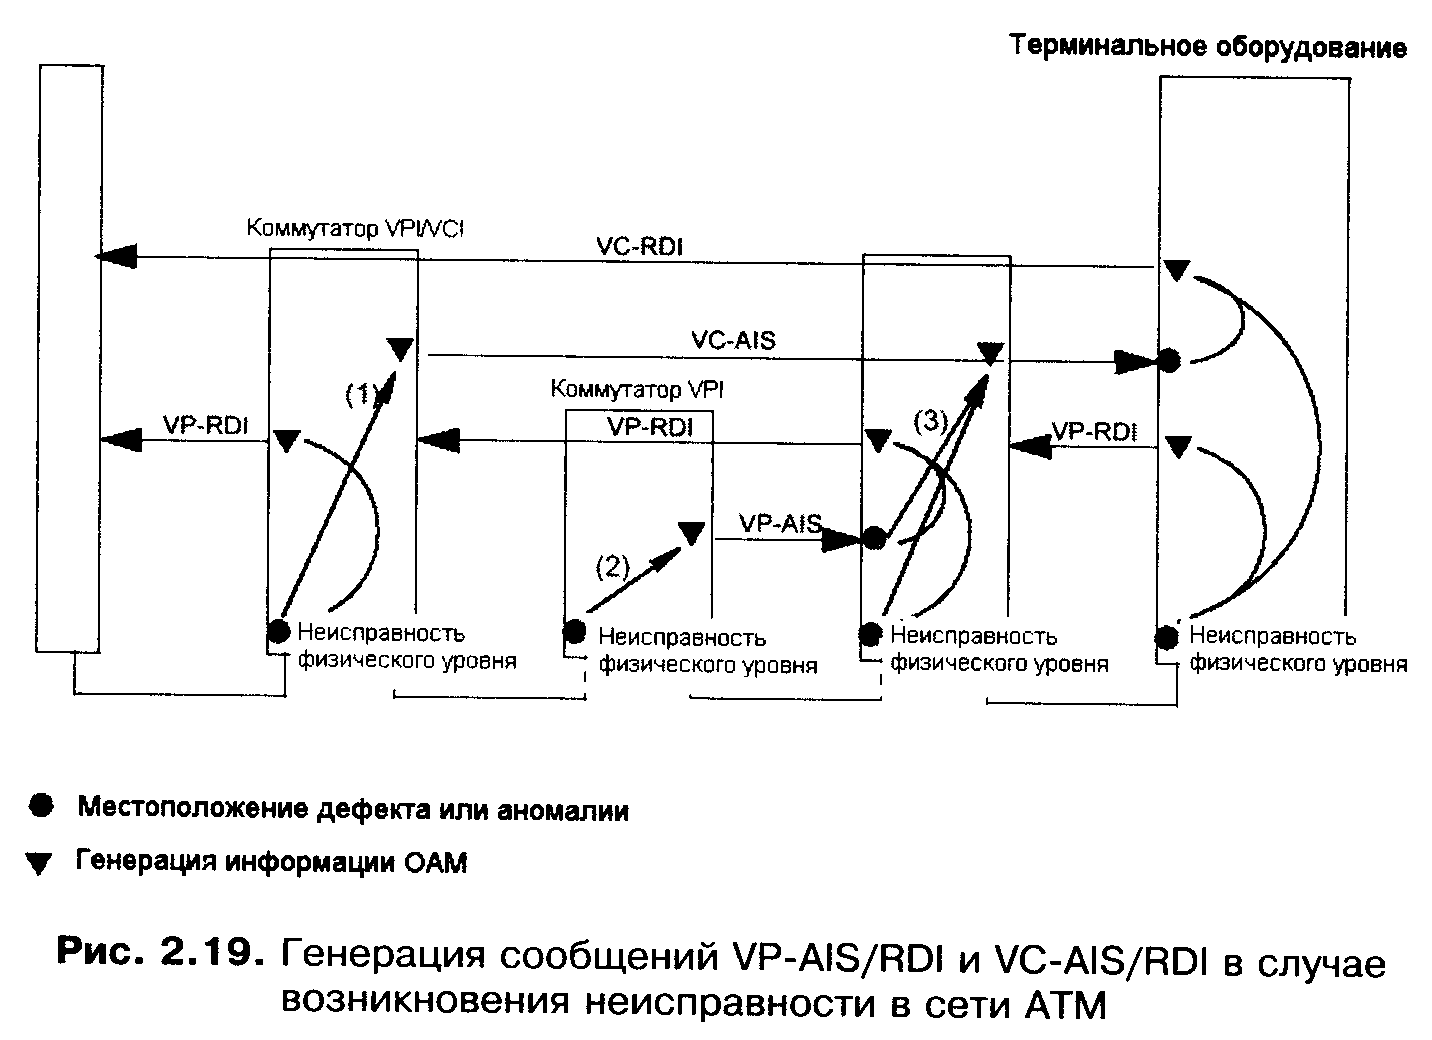 Терминальное оборудование
Коммутатор VPI/VCI
VC-RDI
VC-AIS
(1)
Коммутатор VPI
VP-RDI
VP-RDI
(3)
VP-RDI
VP-AIS
(2)
Неисправность
физического уровня
Неисправность
физического уровня
Неисправность
физического уровня
Неисправность
физического уровня
Местоположение дефекта или аномалии
Генерация информации ОАМ
Рис. 2.19. Генерация сообщений VP-AIS/RDI и VC-AIS/RDI в случае
возникновения неисправности в сети АТМ